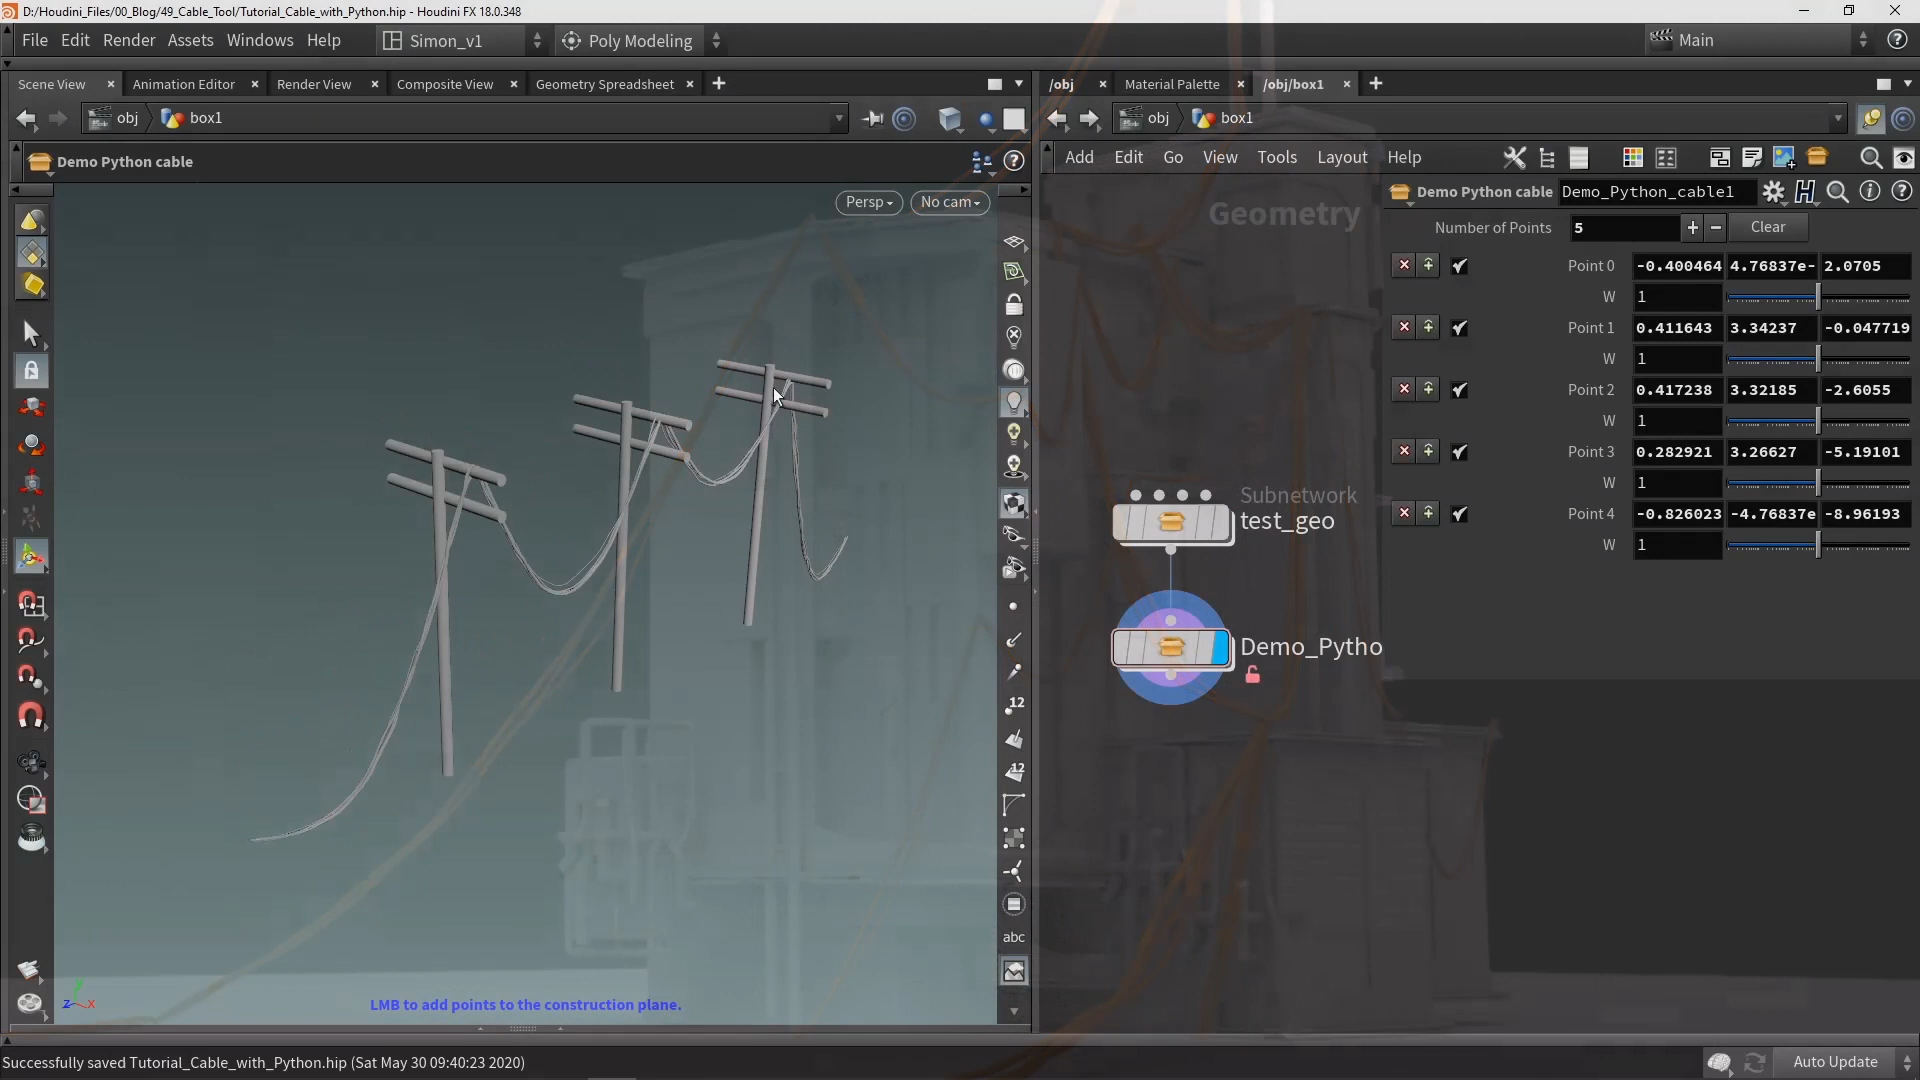 D:/Houdini_Files/00_Blog/49_Cable_Tool/Tutorial_Cable_with_Python.hip - Houdini FX 18.0.348
File Edit Render Assets Windows Help Simon_v1 Poly Modeling Main
Scene View Animation Editor Render View Composite View Geometry Spreadsheet
/obj Material Palette /obj/box1
obj box1
obj box1
Demo Python cable
Add Edit Go View Tools Layout Help
Persp No cam
Geometry
Demo Python cable Demo_Python_cable1
Number of Points 5 Clear
Point 0 -0.400464 4.76837e- 2.0705
W 1
Point 1 0.411643 3.34237 -0.047719
W 1
Point 2 0.417238 3.32185 -2.6055
W 1
Point 3 0.282921 3.26627 -5.19101
W 1
Point 4 -0.826023 -4.76837e -8.96193
W 1
Subnetwork
test_geo
Demo_Pytho
12
12
abc
z x
LMB to add points to the construction plane.
Successfully saved Tutorial_Cable_with_Python.hip (Sat May 30 09:40:23 2020)
Auto Update